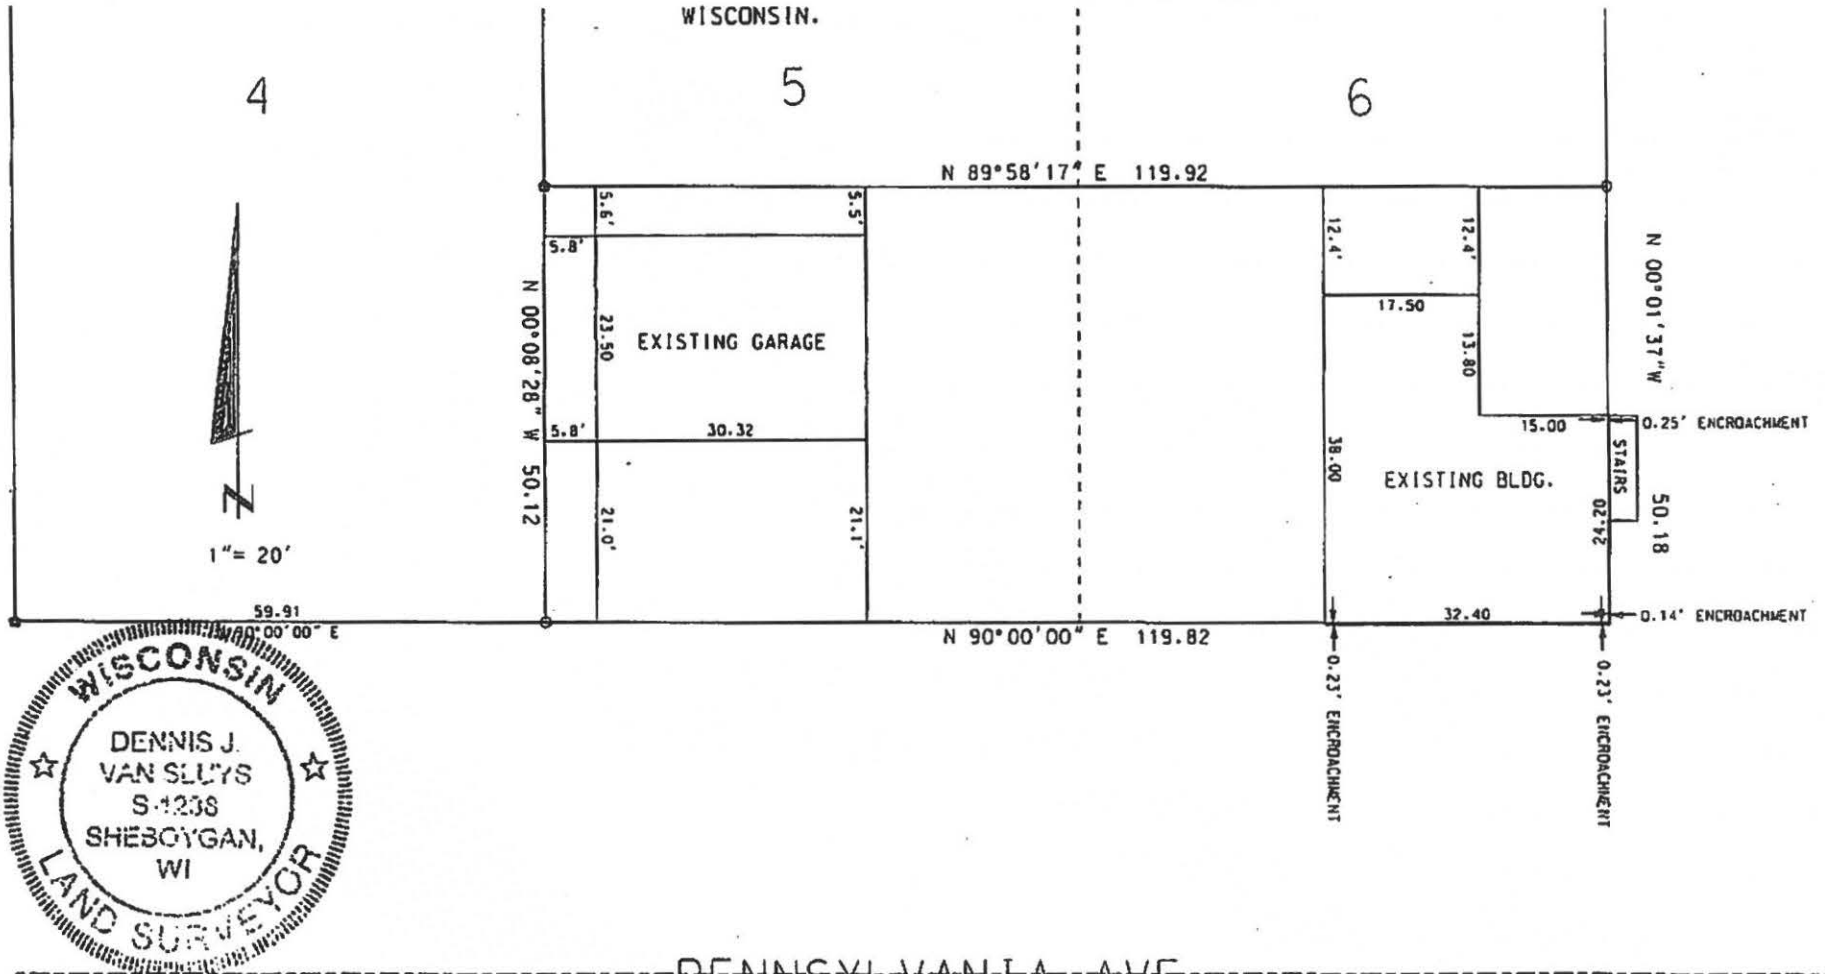 WISCONSIN.
4
5
6
N 89°58'17" E 119.92
5.6'
5.5'
12.4'
12.4'
5.8'
N 00°08'28" W 50.12
23.50
EXISTING GARAGE
17.50
13.80
N 00°01'37"W
50.18
5.8'
30.32
15.00
0.25' ENCROACHMENT
STAIRS
38.00
EXISTING BLDG.
24.20
21.0'
21.1'
N
1"= 20'
59.91
N 90°00'00" E
N 90°00'00" E 119.82
32.40
0.14' ENCROACHMENT
0.23' ENCROACHMENT
0.23' ENCROACHMENT
WISCONSIN
DENNIS J.
VAN SLUYS
S-1238
SHEBOYGAN,
WI
LAND SURVEYOR
PENNSYLVANIA AVE